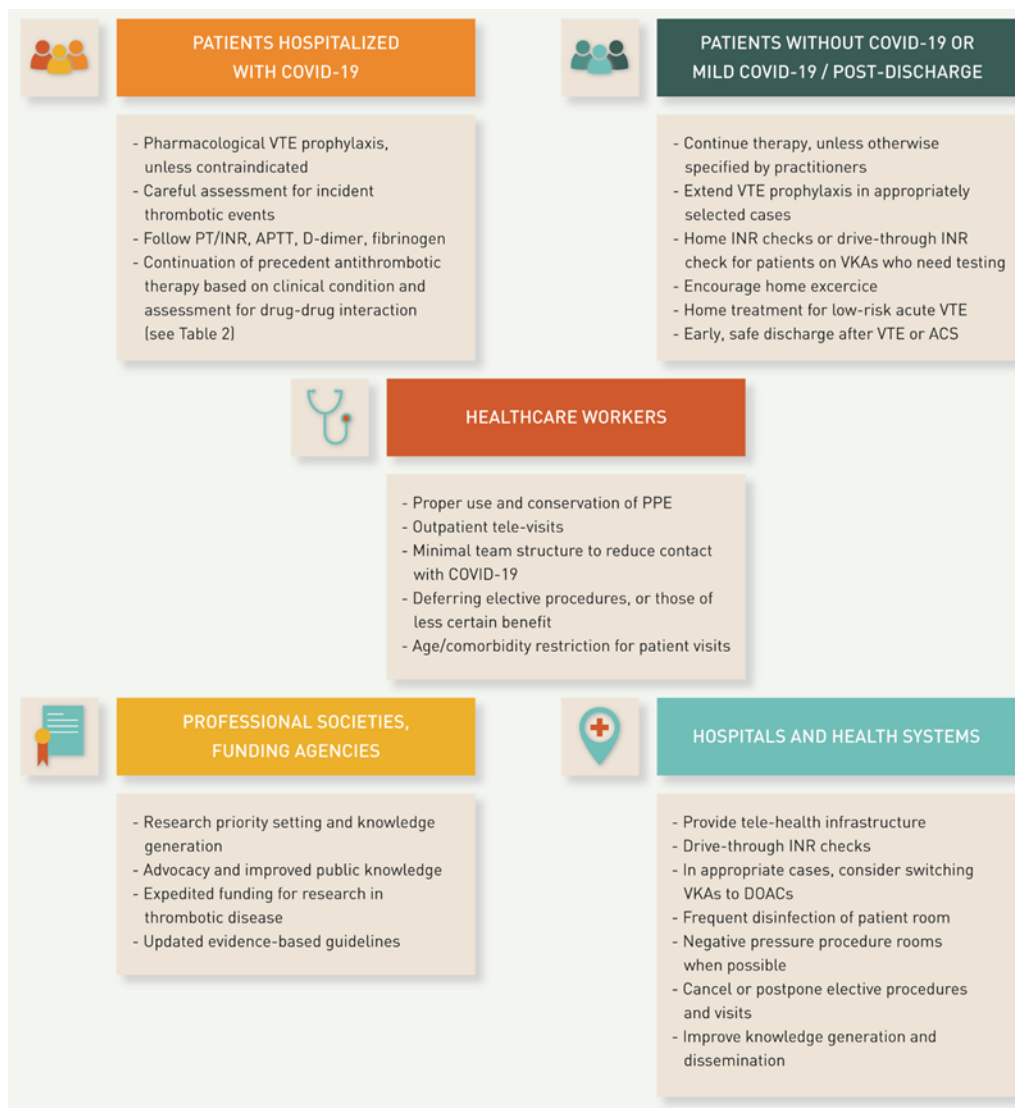 PATIENTS HOSPITALIZED
WITH COVID-19
- Pharmacological VTE prophylaxis,
unless contraindicated
- Careful assessment for incident
thrombotic events
- Follow PT/INR, APTT, D-dimer, fibrinogen
- Continuation of precedent antithrombotic
therapy based on clinical condition and
assessment for drug-drug interaction
(see Table 2)
PATIENTS WITHOUT COVID-19 OR
MILD COVID-19 / POST-DISCHARGE
- Continue therapy, unless otherwise
specified by practitioners
- Extend VTE prophylaxis in appropriately
selected cases
- Home INR checks or drive-through INR
check for patients on VKAs who need testing
- Encourage home excercice
- Home treatment for low-risk acute VTE
- Early, safe discharge after VTE or ACS
HEALTHCARE WORKERS
- Proper use and conservation of PPE
- Outpatient tele-visits
- Minimal team structure to reduce contact
with COVID-19
- Deferring elective procedures, or those of
less certain benefit
- Age/comorbidity restriction for patient visits
PROFESSIONAL SOCIETIES,
FUNDING AGENCIES
- Research priority setting and knowledge
generation
- Advocacy and improved public knowledge
- Expedited funding for research in
thrombotic disease
- Updated evidence-based guidelines
HOSPITALS AND HEALTH SYSTEMS
- Provide tele-health infrastructure
- Drive-through INR checks
- In appropriate cases, consider switching
VKAs to DOACs
- Frequent disinfection of patient room
- Negative pressure procedure rooms
when possible
- Cancel or postpone elective procedures
and visits
- Improve knowledge generation and
dissemination